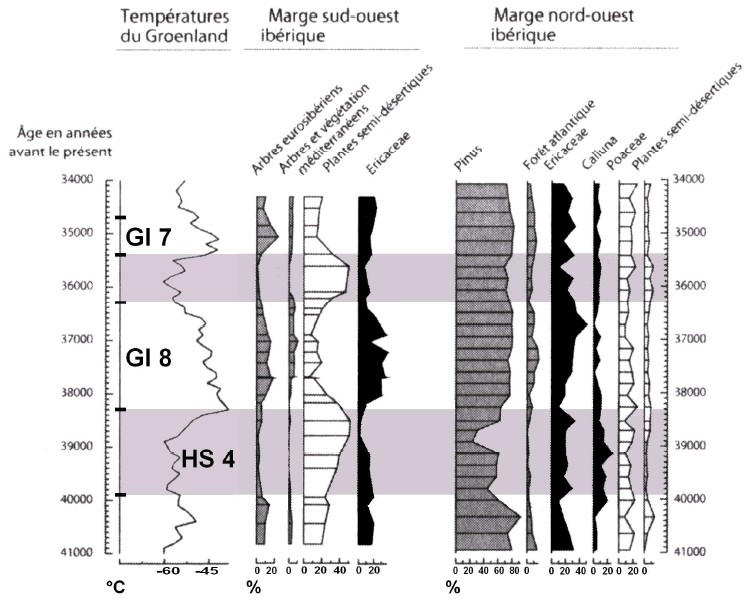 Températures
du Groenland
Marge sud-ouest
ibérique
Marge nord-ouest
ibérique
Âge en années
avant le présent
Arbres eurosibériens
Arbres et végétation
méditerranéens
Plantes semi-désertiques
Ericaceae
Pinus
Forêt atlantique
Ericaceae
Calluna
Poaceae
Plantes semi-désertiques
34000
35000
36000
37000
38000
39000
40000
41000
GI 7
GI 8
HS 4
34000
35000
36000
37000
38000
39000
40000
41000
-60 -45
0 20 0 0 20 40 0 20
0 20 40 60 80 0 20 0 20 40 0 20 0 20 0
°C
%
%